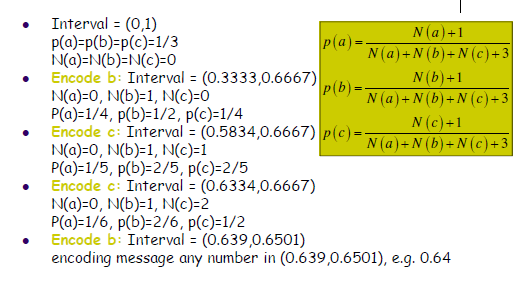 Interval = (0,1)
p(a)=p(b)=p(c)=1/3
N(a)=N(b)=N(c)=0
Encode b: Interval = (0.3333,0.6667)
N(a)=0, N(b)=1, N(c)=0
P(a)=1/4, p(b)=1/2, p(c)=1/4
Encode c: Interval = (0.5834,0.6667)
N(a)=0, N(b)=1, N(c)=1
P(a)=1/5, p(b)=2/5, p(c)=2/5
Encode c: Interval = (0.6334,0.6667)
N(a)=0, N(b)=1, N(c)=2
P(a)=1/6, p(b)=2/6, p(c)=1/2
Encode b: Interval = (0.639,0.6501)
encoding message any number in (0.639,0.6501), e.g. 0.64
N(a)+1
p(a)=
N(a)+N(b)+N(c)+3
N(b)+1
p(b)=
N(a)+N(b)+N(c)+3
N(c)+1
p(c)=
N(a)+N(b)+N(c)+3